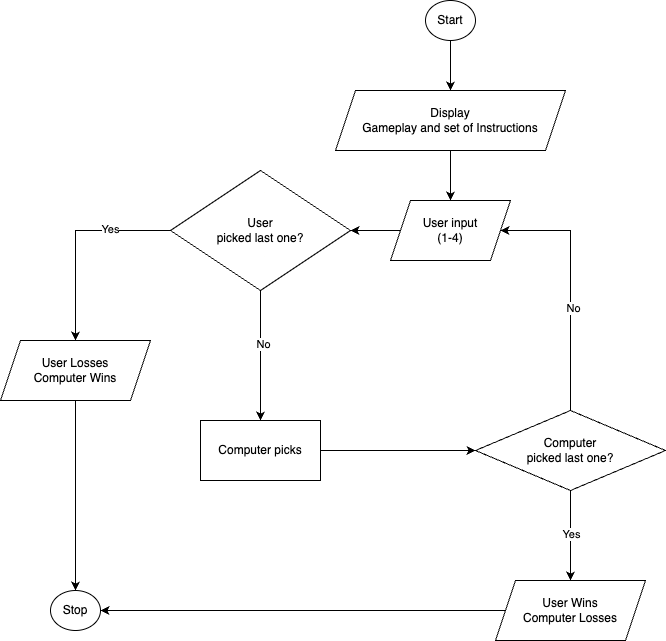 Start
Display
Gameplay and set of Instructions
User input
(1-4)
User
picked last one?
Yes
No
No
User Losses
Computer Wins
Computer picks
Computer
picked last one?
Yes
User Wins
Computer Losses
Stop